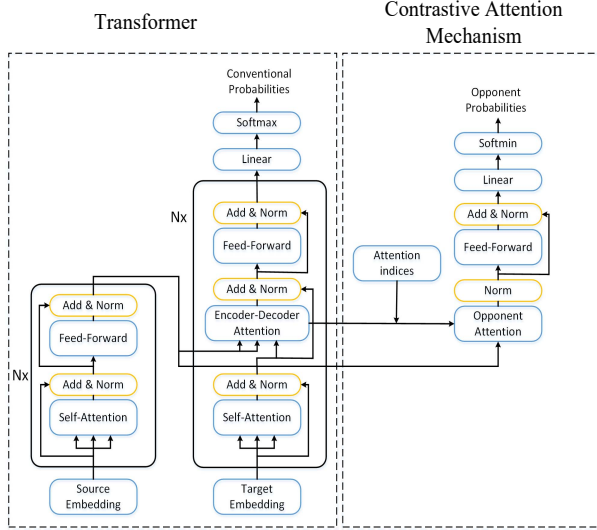 Transformer
Contrastive Attention
Mechanism
Conventional
Probabilities
Softmax
Linear
Nx
Add & Norm
Feed-Forward
Add & Norm
Encoder-Decoder
Attention
Add & Norm
Self-Attention
Target
Embedding
Add & Norm
Feed-Forward
Nx
Add & Norm
Self-Attention
Source
Embedding
Opponent
Probabilities
Softmin
Linear
Add & Norm
Feed-Forward
Attention
indices
Norm
Opponent
Attention